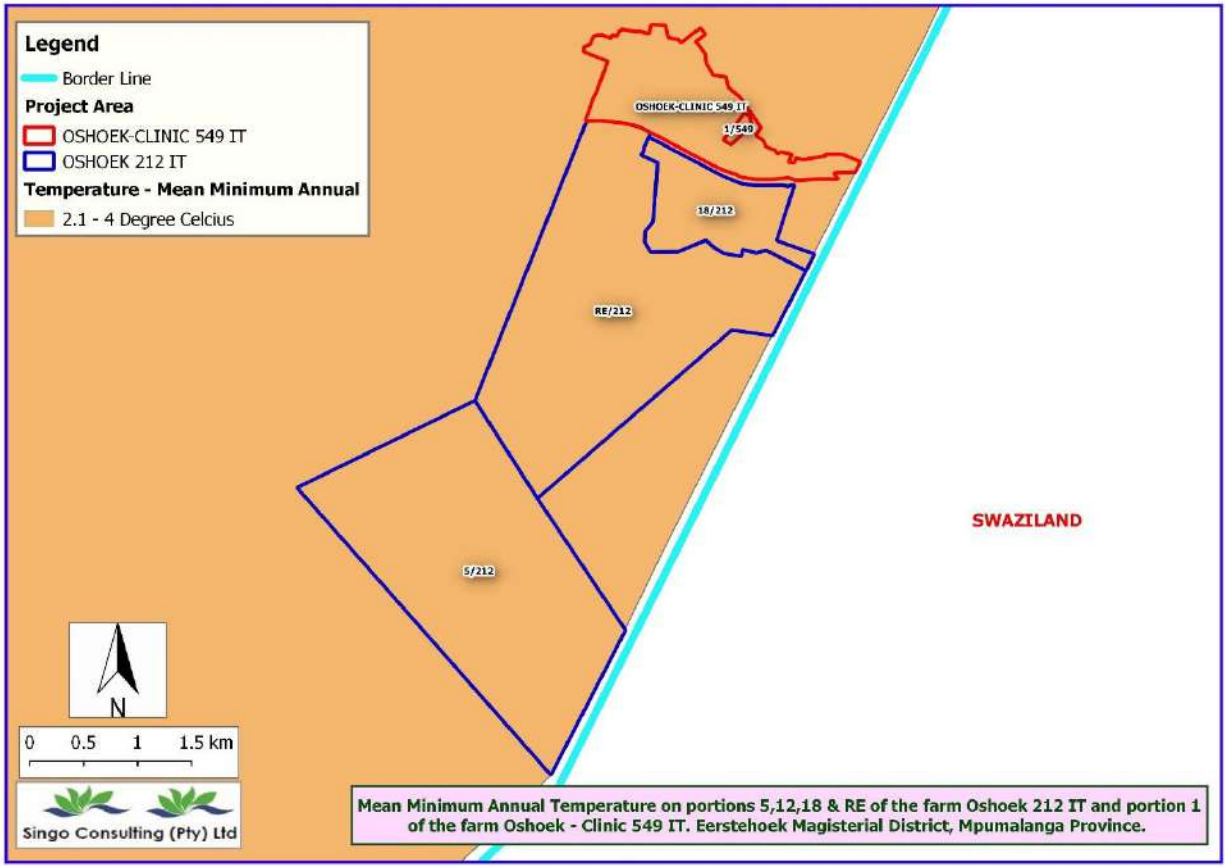 Legend
Border Line
Project Area
OSHOEK-CLINIC 549 IT
OSHOEK 212 IT
Temperature - Mean Minimum Annual
2.1 - 4 Degree Celcius
OSHOEK-CLINIC 549 IT
1/549
18/212
RE/212
SWAZILAND
5/212
N
0 0.5 1 1.5 km
Singo Consulting (Pty) Ltd
Mean Minimum Annual Temperature on portions 5,12,18 & RE of the farm Oshoek 212 IT and portion 1
of the farm Oshoek - Clinic 549 IT. Eerstehoek Magisterial District, Mpumalanga Province.